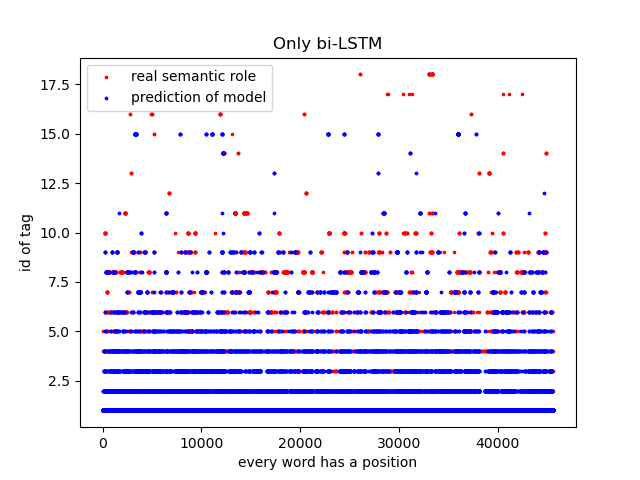 Only bi-LSTM
real semantic role
prediction of model
17.5
15.0
12.5
10.0
7.5
5.0
2.5
id of tag
0 10000 20000 30000 40000
every word has a position